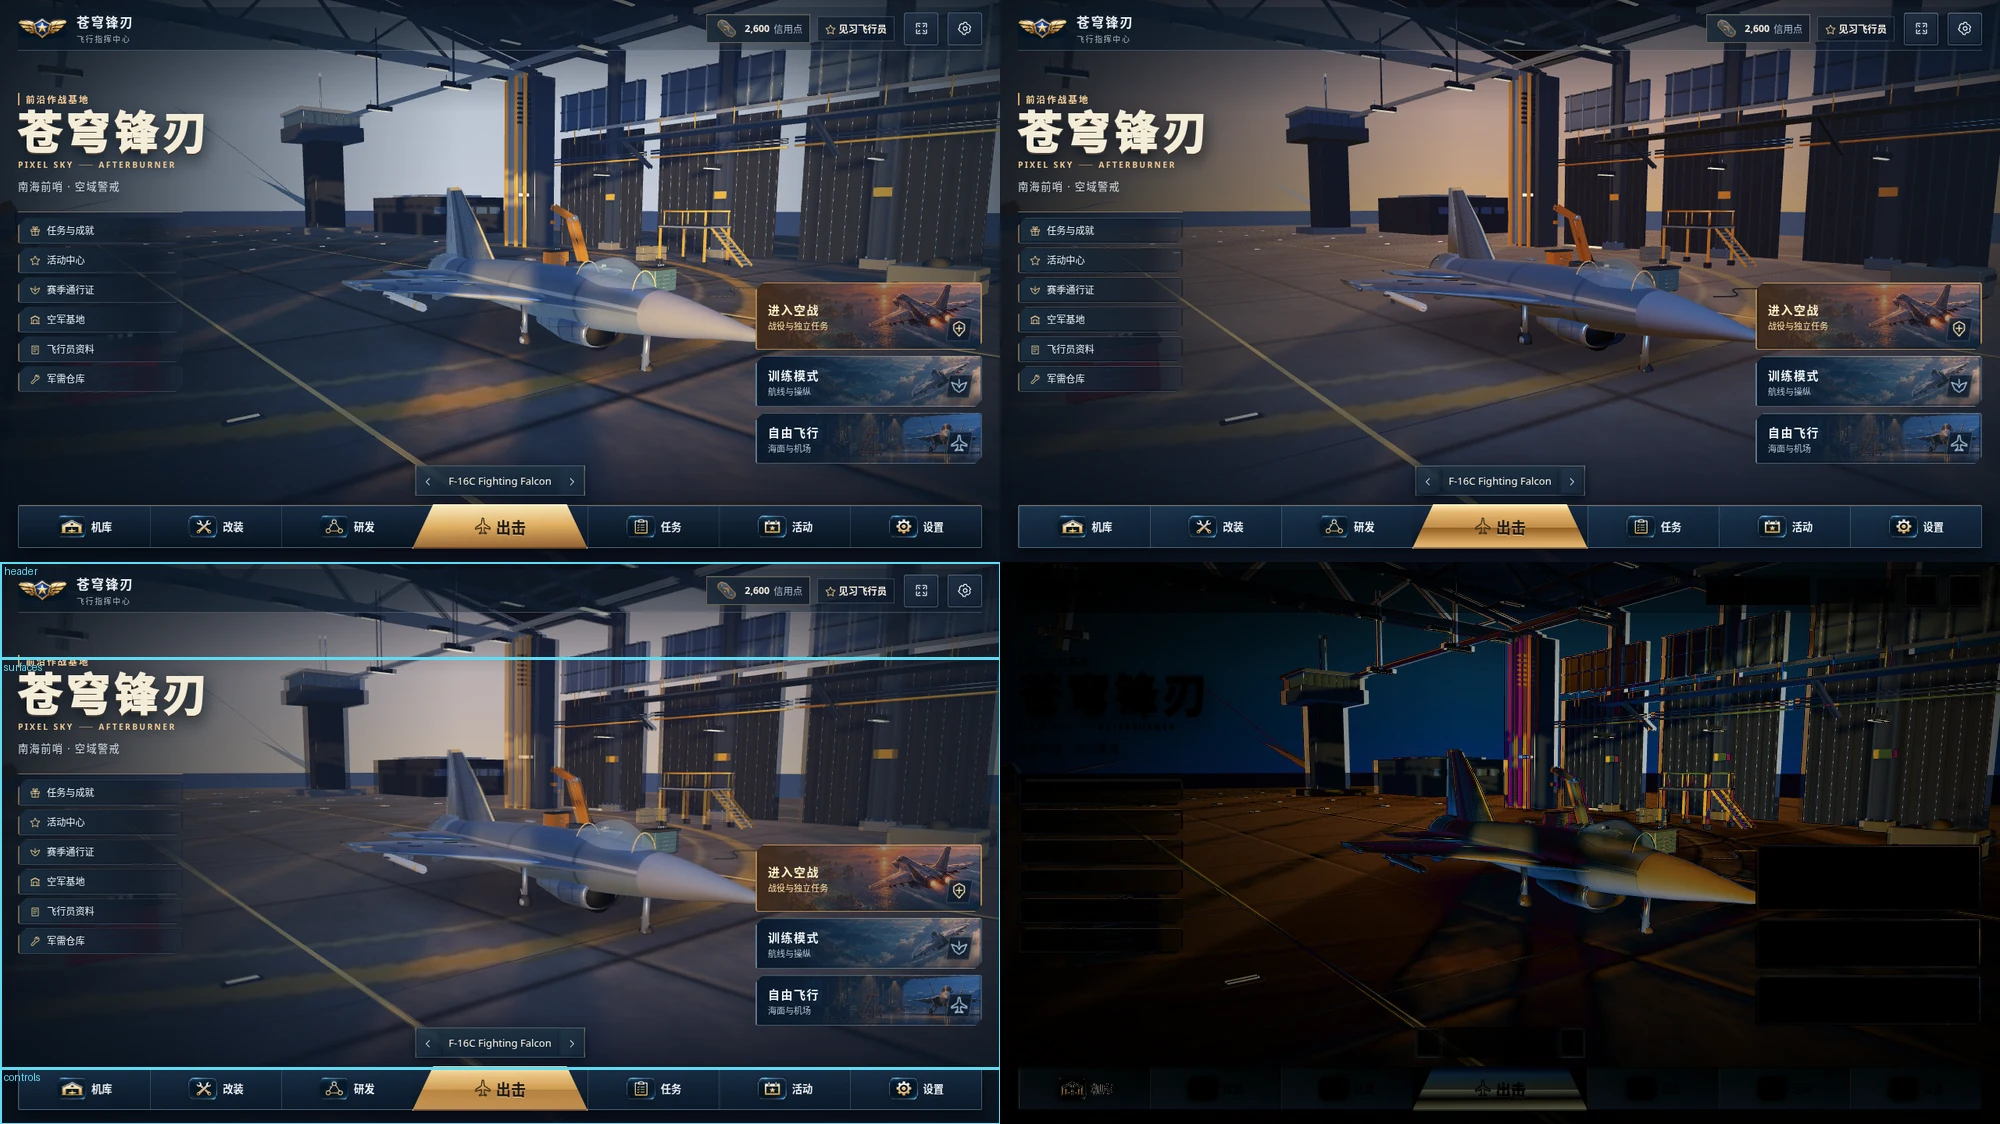 苍穹锋刃
飞行指挥中心
2,600 信用点
见习飞行员
前沿作战基地
苍穹锋刃
PIXEL SKY — AFTERBURNER
南海前哨 · 空域警戒
任务与成就
活动中心
赛季通行证
空军基地
飞行员资料
军需仓库
进入空战
战役与独立任务
训练模式
航线与操纵
自由飞行
海面与机场
F-16C Fighting Falcon
机库
改装
研发
出击
任务
活动
设置
苍穹锋刃
飞行指挥中心
2,600 信用点
见习飞行员
前沿作战基地
苍穹锋刃
PIXEL SKY — AFTERBURNER
南海前哨 · 空域警戒
任务与成就
活动中心
赛季通行证
空军基地
飞行员资料
军需仓库
进入空战
战役与独立任务
训练模式
航线与操纵
自由飞行
海面与机场
F-16C Fighting Falcon
机库
改装
研发
出击
任务
活动
设置
header
苍穹锋刃
飞行指挥中心
2,600 信用点
见习飞行员
surfaces
前沿作战基地
苍穹锋刃
PIXEL SKY — AFTERBURNER
南海前哨 · 空域警戒
任务与成就
活动中心
赛季通行证
空军基地
飞行员资料
军需仓库
进入空战
战役与独立任务
训练模式
航线与操纵
自由飞行
海面与机场
F-16C Fighting Falcon
controls
机库
改装
研发
出击
任务
活动
设置
苍穹锋刃
机库
出击